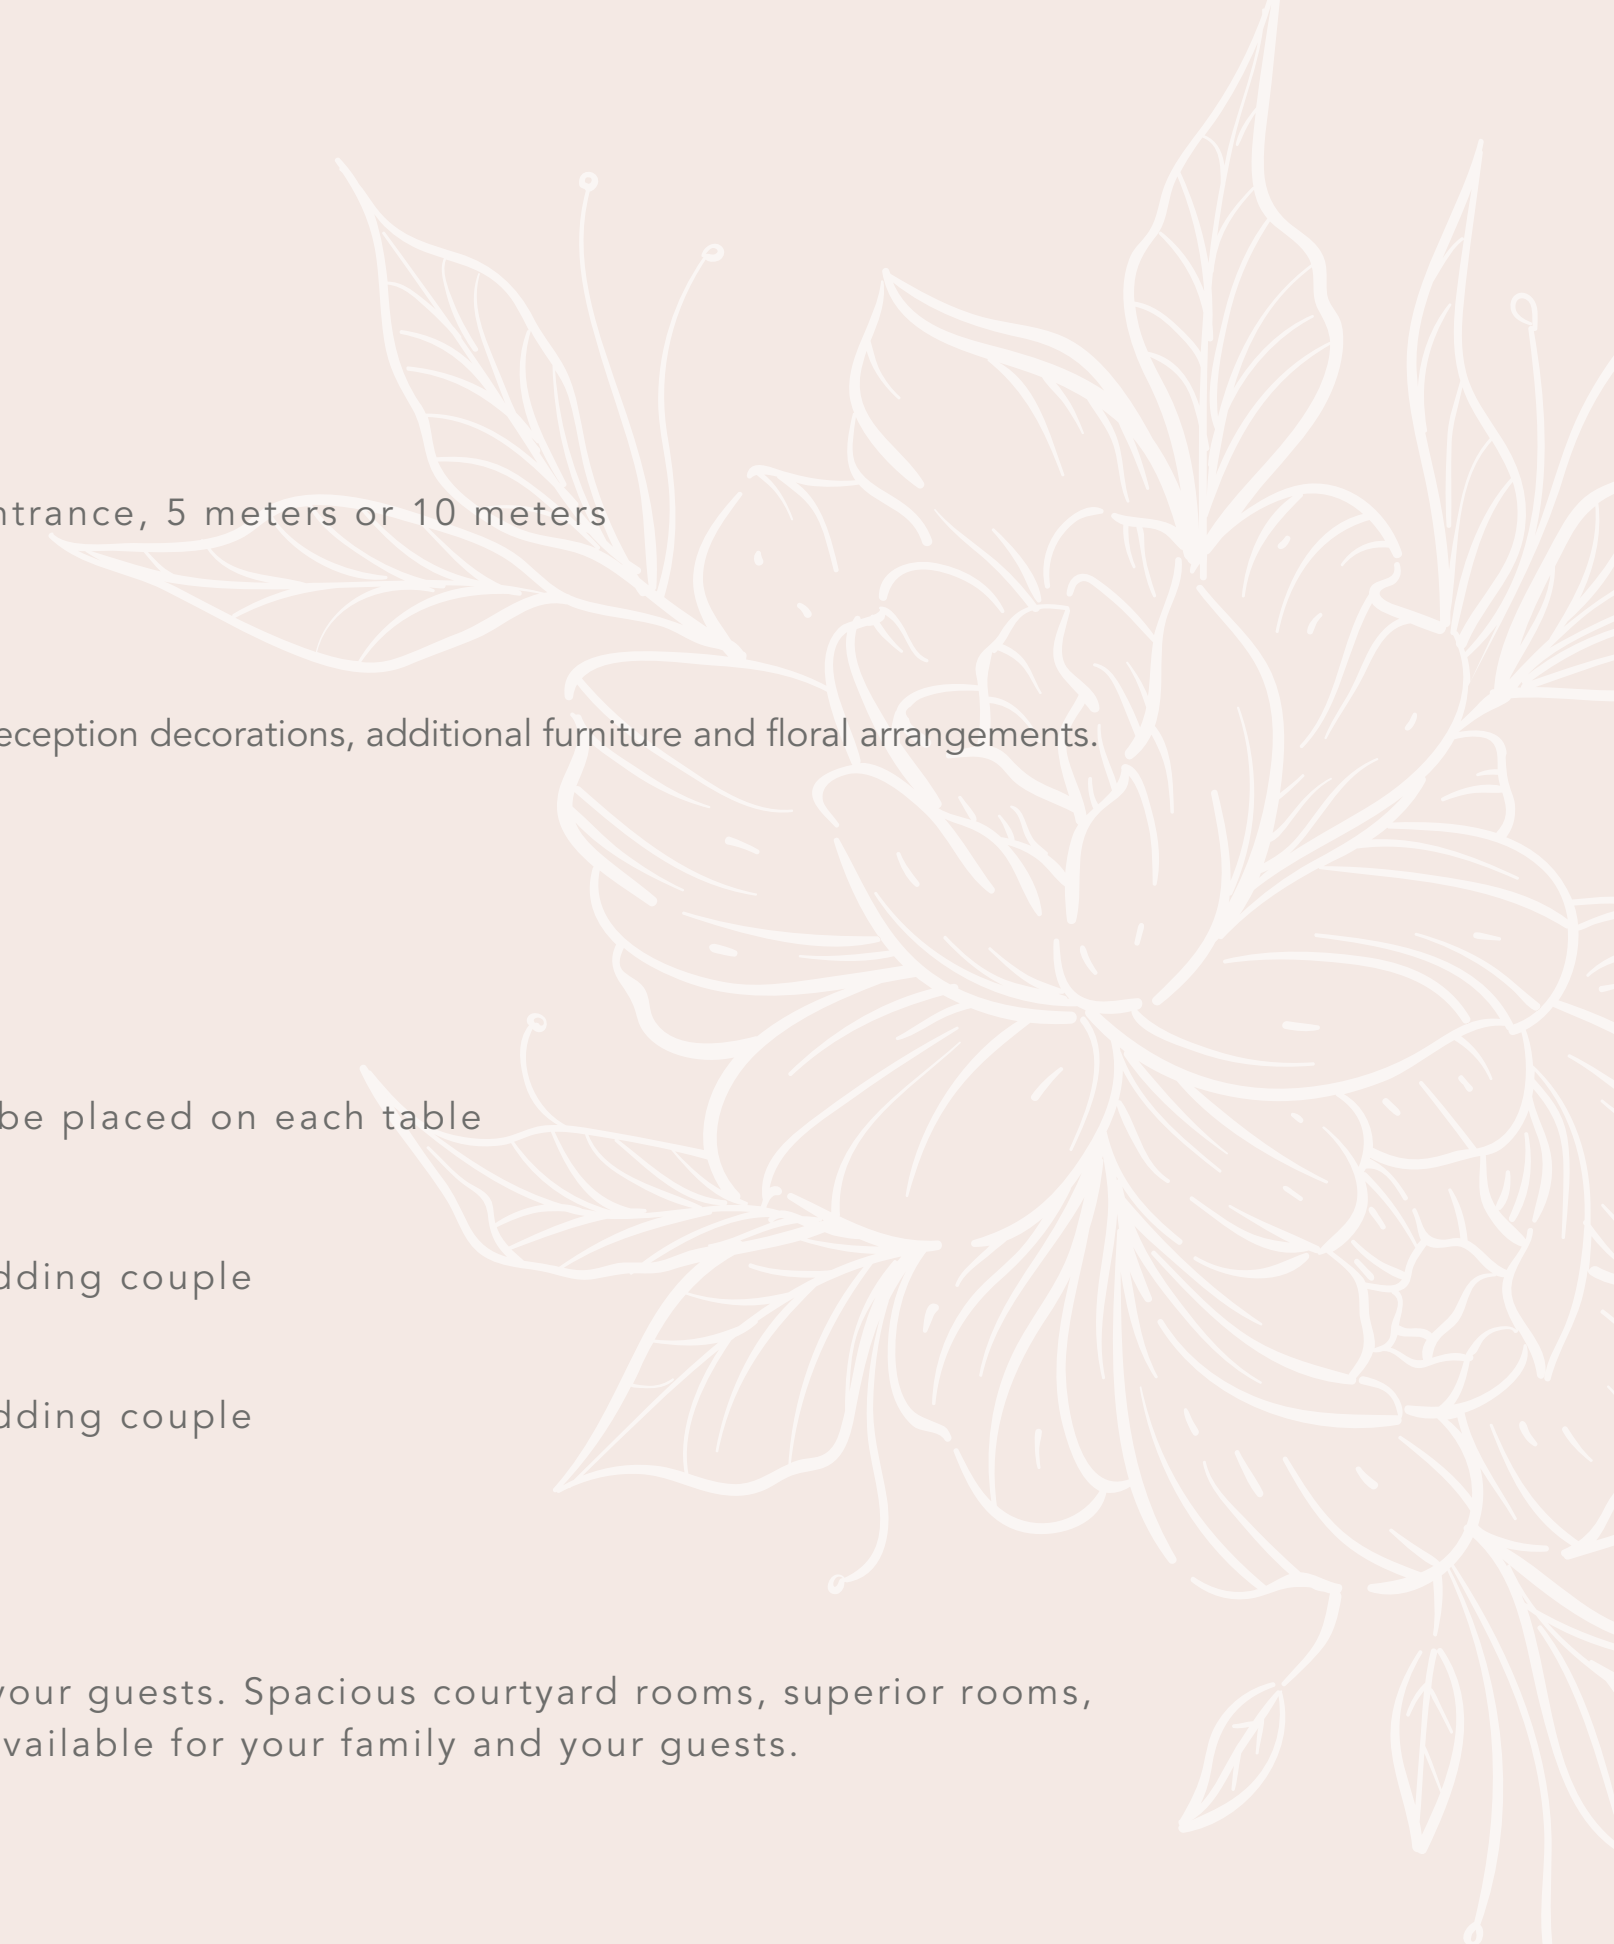 ntrance, 5 meters or 10 meters
eception decorations, additional furniture and floral arrangements.
be placed on each table
dding couple
dding couple
your guests. Spacious courtyard rooms, superior rooms,
vailable for your family and your guests.